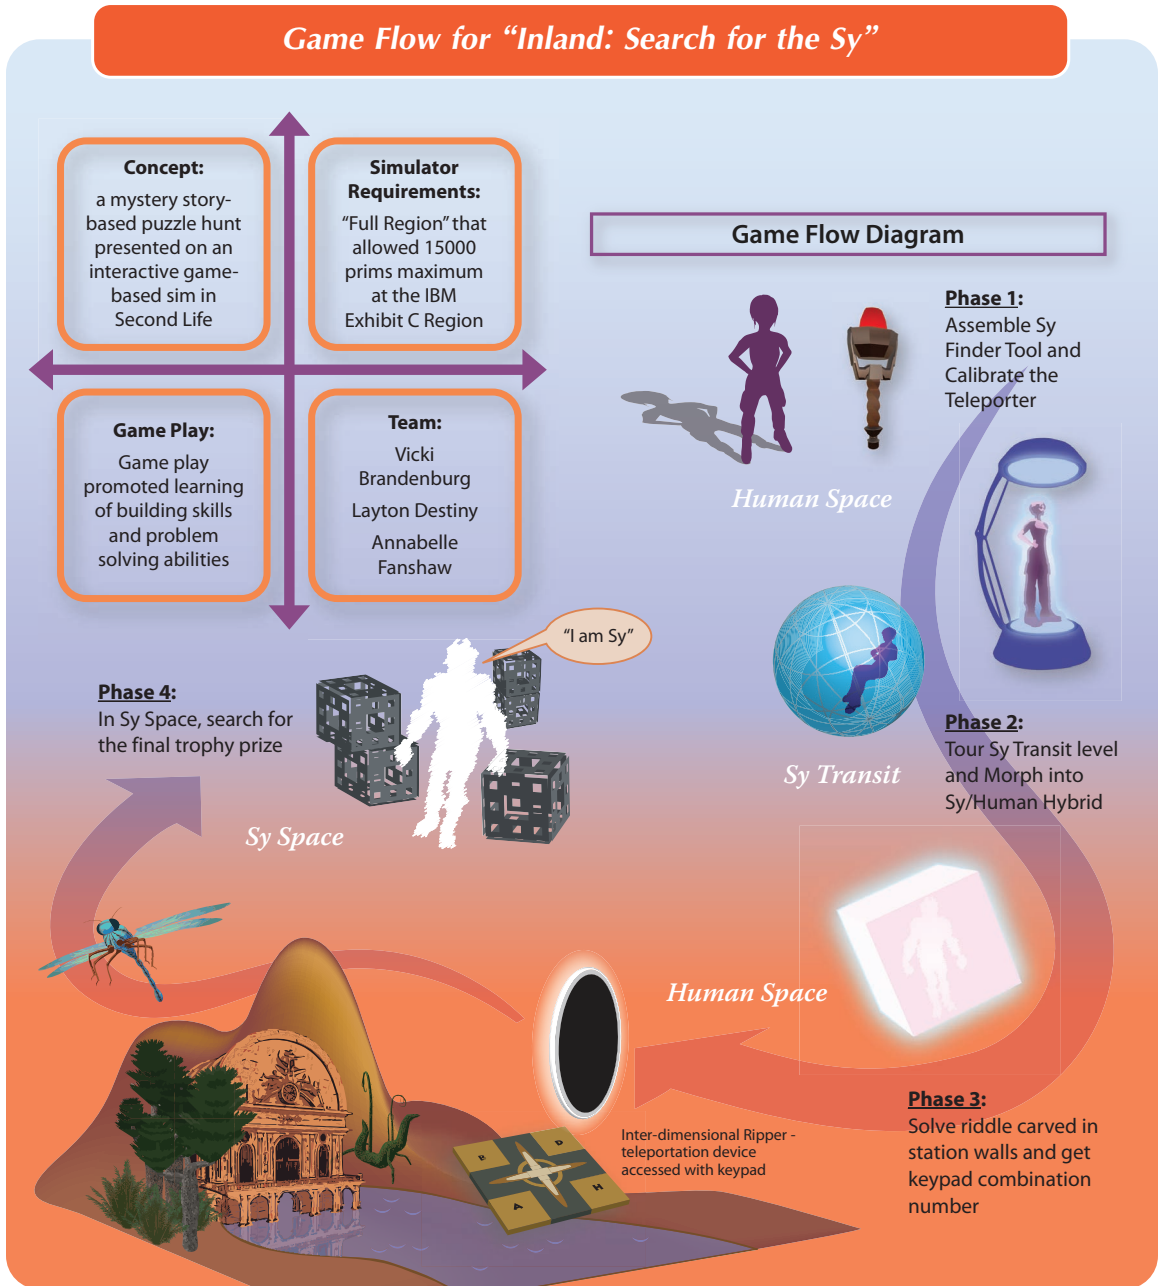 Game Flow for “Inland: Search for the Sy”
Concept:
a mystery story-
based puzzle hunt
presented on an
interactive game-
based sim in
Second Life
Simulator
Requirements:
“Full Region” that
allowed 15000
prims maximum
at the IBM
Exhibit C Region
Game Play:
Game play
promoted learning
of building skills
and problem
solving abilities
Team:
Vicki
Brandenburg
Layton Destiny
Annabelle
Fanshaw
Game Flow Diagram
Phase 1:
Assemble Sy
Finder Tool and
Calibrate the
Teleporter
Human Space
Sy Transit
Phase 2:
Tour Sy Transit level
and Morph into
Sy/Human Hybrid
Human Space
Phase 3:
Solve riddle carved in
station walls and get
keypad combination
number
Inter-dimensional Ripper -
teleportation device
accessed with keypad
B
D
A
H
Phase 4:
In Sy Space, search for
the final trophy prize
“I am Sy”
Sy Space